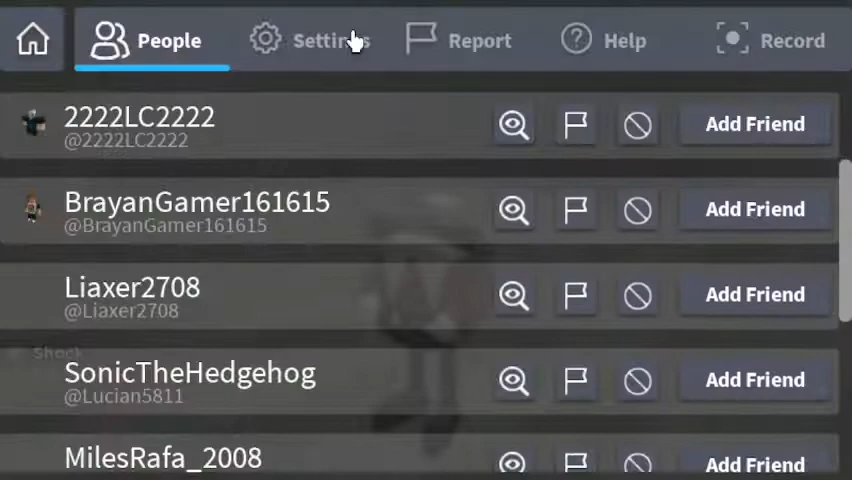 People
Settings
Report
Help
Record
2222LC2222
@2222LC2222
Add Friend
BrayanGamer161615
@BrayanGamer161615
Add Friend
Liaxer2708
@Liaxer2708
Add Friend
Shock
SonicTheHedgehog
@Lucian5811
Add Friend
MilesRafa_2008
Add Friend